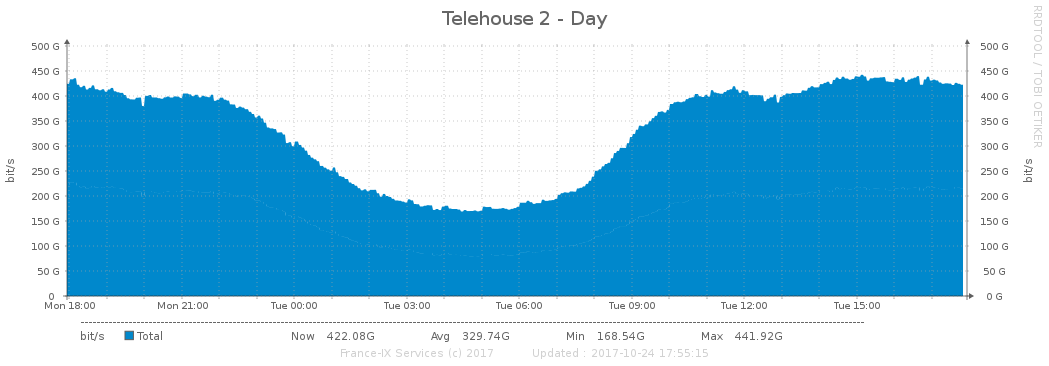 Telehouse 2 - Day
RRDTOOL / TOBI OETIKER
bit/s
500 G 500 G
450 G 450 G
400 G 400 G
350 G 350 G
300 G 300 G
250 G 250 G
200 G 200 G
150 G 150 G
100 G 100 G
50 G 50 G
0 0 G
bit/s
Mon 18:00 Mon 21:00 Tue 00:00 Tue 03:00 Tue 06:00 Tue 09:00 Tue 12:00 Tue 15:00
bit/s Total Now 422.08G Avg 329.74G Min 168.54G Max 441.92G
France-IX Services (c) 2017 Updated : 2017-10-24 17:55:15